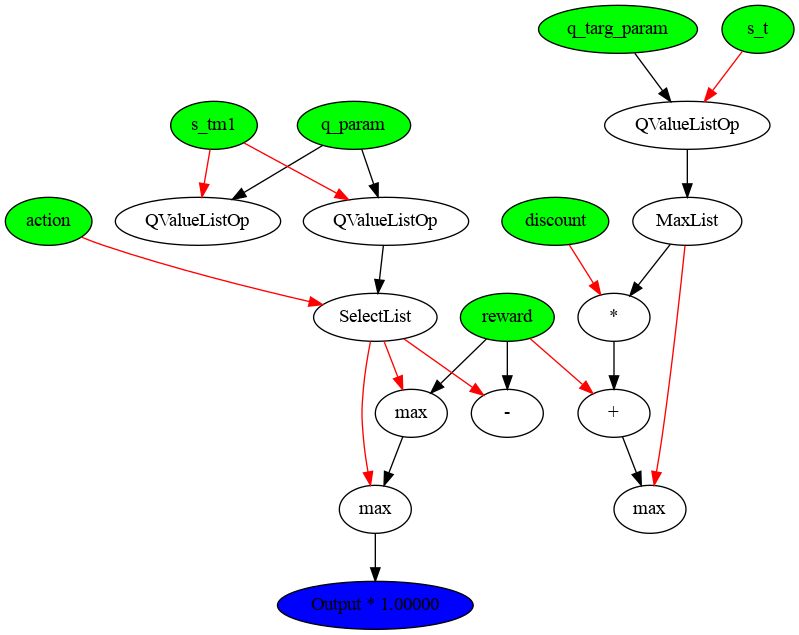 q_targ_param
s_t
s_tm1
q_param
QValueListOp
action
QValueListOp
QValueListOp
discount
MaxList
SelectList
reward
*
max
-
+
max
max
Output * 1.00000